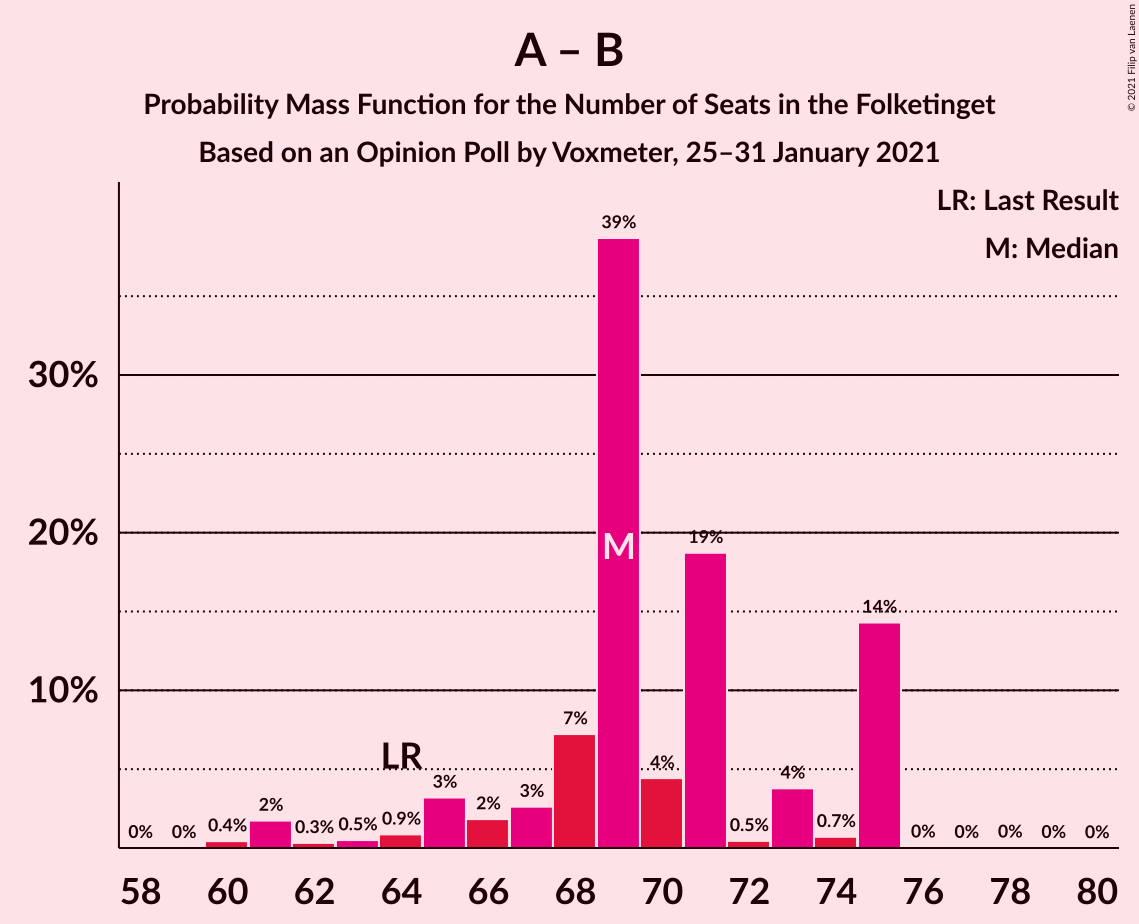 A – B
Probability Mass Function for the Number of Seats in the Folketinget
Based on an Opinion Poll by Voxmeter, 25–31 January 2021
© 2021 Filip van Laenen
LR: Last Result
M: Median
39%
30%
20%
19%
M
14%
10%
7%
LR
4%
4%
3%
3%
2%
2%
0% 0% 0.4% 0.3% 0.5% 0.9% 0.5% 0.7% 0% 0% 0% 0% 0%
58 60 62 64 66 68 70 72 74 76 78 80